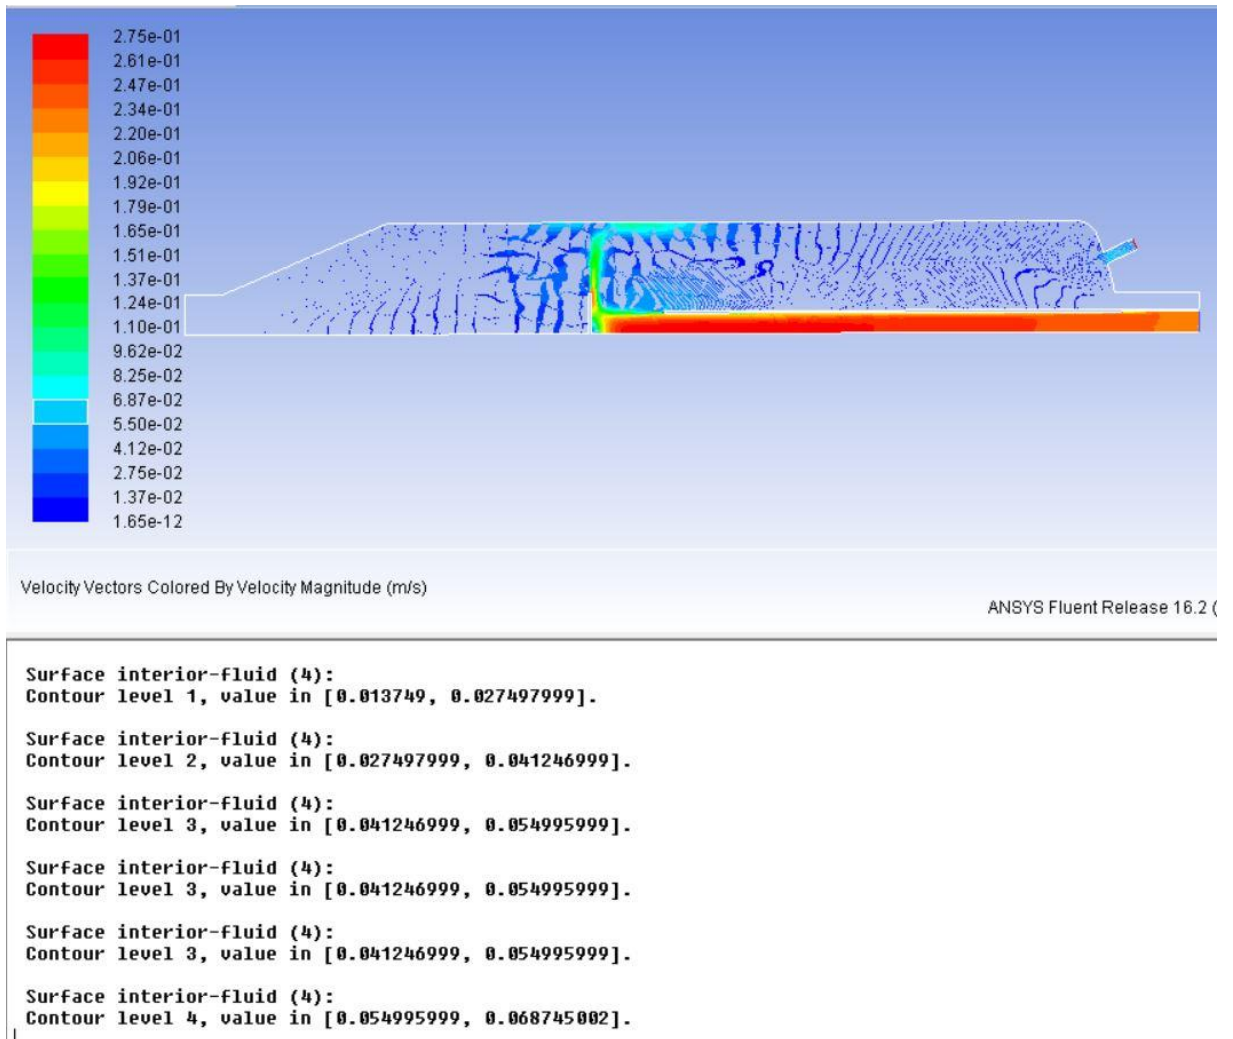 2.75e-01
2.61e-01
2.47e-01
2.34e-01
2.20e-01
2.06e-01
1.92e-01
1.79e-01
1.65e-01
1.51e-01
1.37e-01
1.24e-01
1.10e-01
9.62e-02
8.25e-02
6.87e-02
5.50e-02
4.12e-02
2.75e-02
1.37e-02
1.65e-12
Velocity Vectors Colored By Velocity Magnitude (m/s)
ANSYS Fluent Release 16.2 (
Surface interior-fluid (4):
Contour level 1, value in [0.013749, 0.027497999].
Surface interior-fluid (4):
Contour level 2, value in [0.027497999, 0.041246999].
Surface interior-fluid (4):
Contour level 3, value in [0.041246999, 0.054995999].
Surface interior-fluid (4):
Contour level 3, value in [0.041246999, 0.054995999].
Surface interior-fluid (4):
Contour level 3, value in [0.041246999, 0.054995999].
Surface interior-fluid (4):
Contour level 4, value in [0.054995999, 0.068745002].